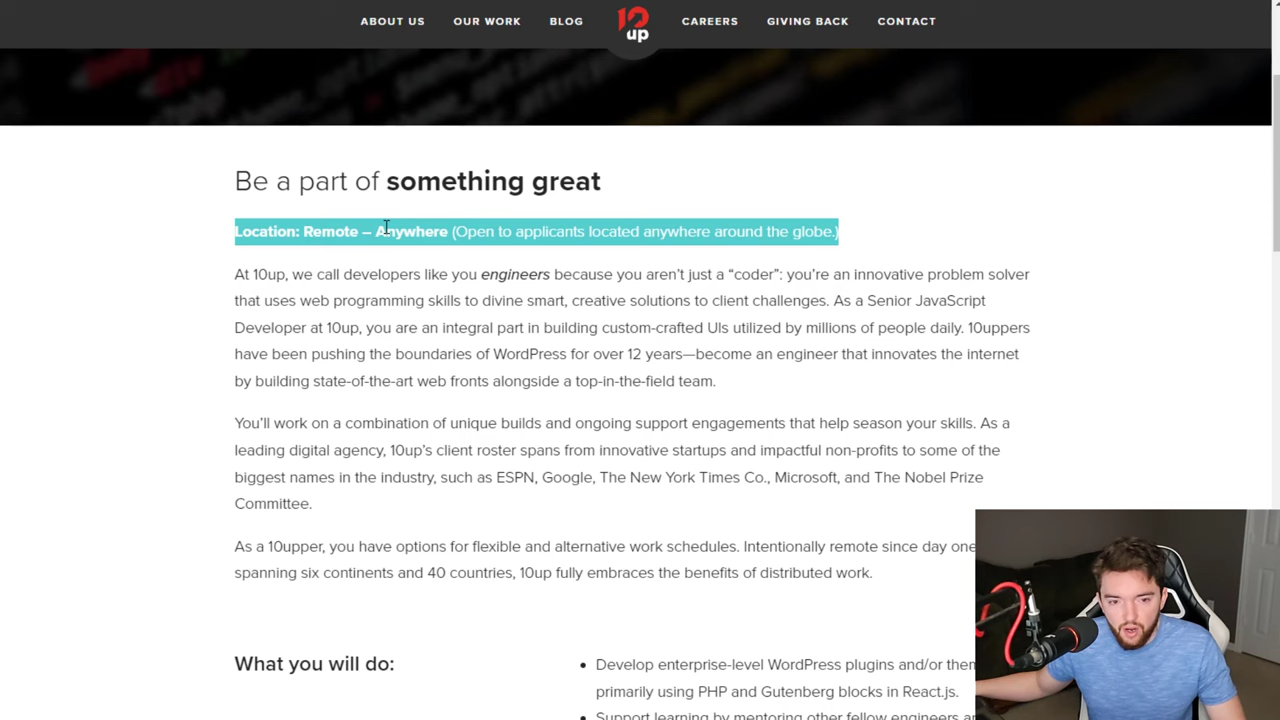 ABOUT US OUR WORK BLOG 10up CAREERS GIVING BACK CONTACT
Be a part of something great
Location: Remote – Anywhere (Open to applicants located anywhere around the globe.)
At 10up, we call developers like you engineers because you aren't just a “coder”: you're an innovative problem solver
that uses web programming skills to divine smart, creative solutions to client challenges. As a Senior JavaScript
Developer at 10up, you are an integral part in building custom-crafted UIs utilized by millions of people daily. 10uppers
have been pushing the boundaries of WordPress for over 12 years—become an engineer that innovates the internet
by building state-of-the-art web fronts alongside a top-in-the-field team.
You'll work on a combination of unique builds and ongoing support engagements that help season your skills. As a
leading digital agency, 10up's client roster spans from innovative startups and impactful non-profits to some of the
biggest names in the industry, such as ESPN, Google, The New York Times Co., Microsoft, and The Nobel Prize
Committee.
As a 10upper, you have options for flexible and alternative work schedules. Intentionally remote since day one
spanning six continents and 40 countries, 10up fully embraces the benefits of distributed work.
What you will do:
• Develop enterprise-level WordPress plugins and/or
primarily using PHP and Gutenberg blocks in React.js.
• Support learning by mentoring other fellow engineers